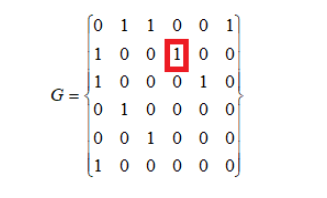 0 1 1 0 0 1
1 0 0 1 0 0
1 0 0 0 1 0
G =
0 1 0 0 0 0
0 0 1 0 0 0
1 0 0 0 0 0